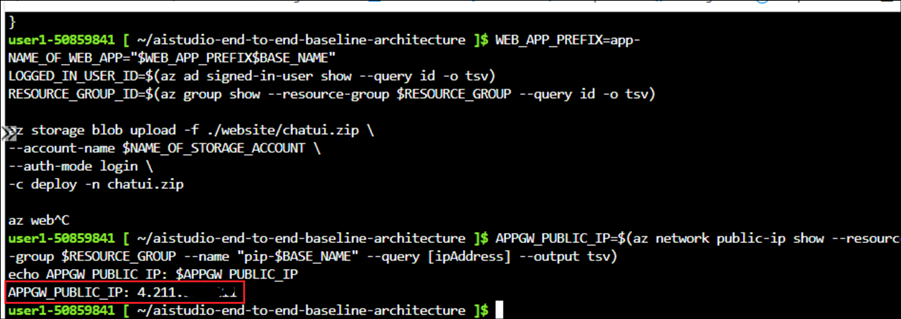 }
user1-50859841 [ ~/aistudio-end-to-end-baseline-architecture ]$ WEB_APP_PREFIX=app-
NAME_OF_WEB_APP="$WEB_APP_PREFIX$BASE_NAME"
LOGGED_IN_USER_ID=$(az ad signed-in-user show --query id -o tsv)
RESOURCE_GROUP_ID=$(az group show --resource-group $RESOURCE_GROUP --query id -o tsv)
z storage blob upload -f ./website/chatui.zip \
--account-name $NAME_OF_STORAGE_ACCOUNT \
--auth-mode login \
-c deploy -n chatui.zip
az web^C
user1-50859841 [ ~/aistudio-end-to-end-baseline-architecture ]$ APPGW_PUBLIC_IP=$(az network public-ip show --resourc
-group $RESOURCE_GROUP --name "pip-$BASE_NAME" --query [ipAddress] --output tsv)
echo APPGW_PUBLIC_IP: $APPGW_PUBLIC_IP
APPGW_PUBLIC_IP: 4.211.
user1-50859841 [ ~/aistudio-end-to-end-baseline-architecture ]$